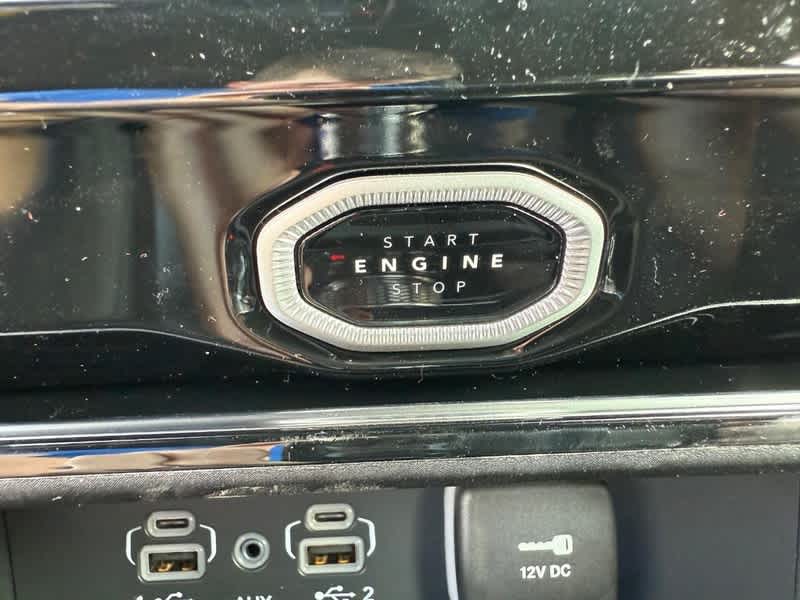 START
ENGINE
STOP
12V DC
AUX
2